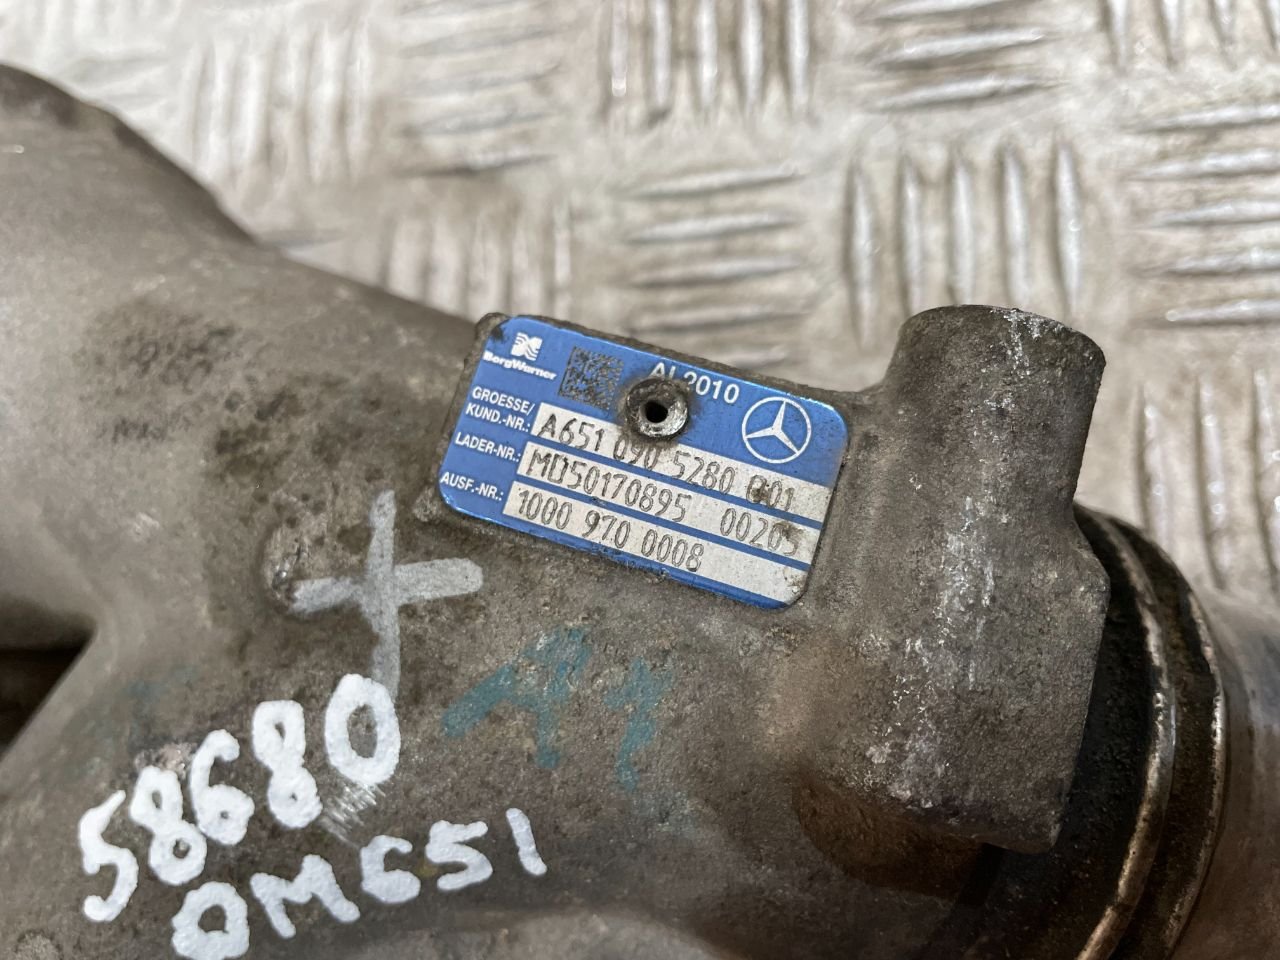 BorgWarner
AL2010
GROESSE/
KUND.-NR.:
A651 090 5280 001
LADER-NR.:
MD50170895 00205
AUSF.-NR.:
1000 970 0008
58680
OM651